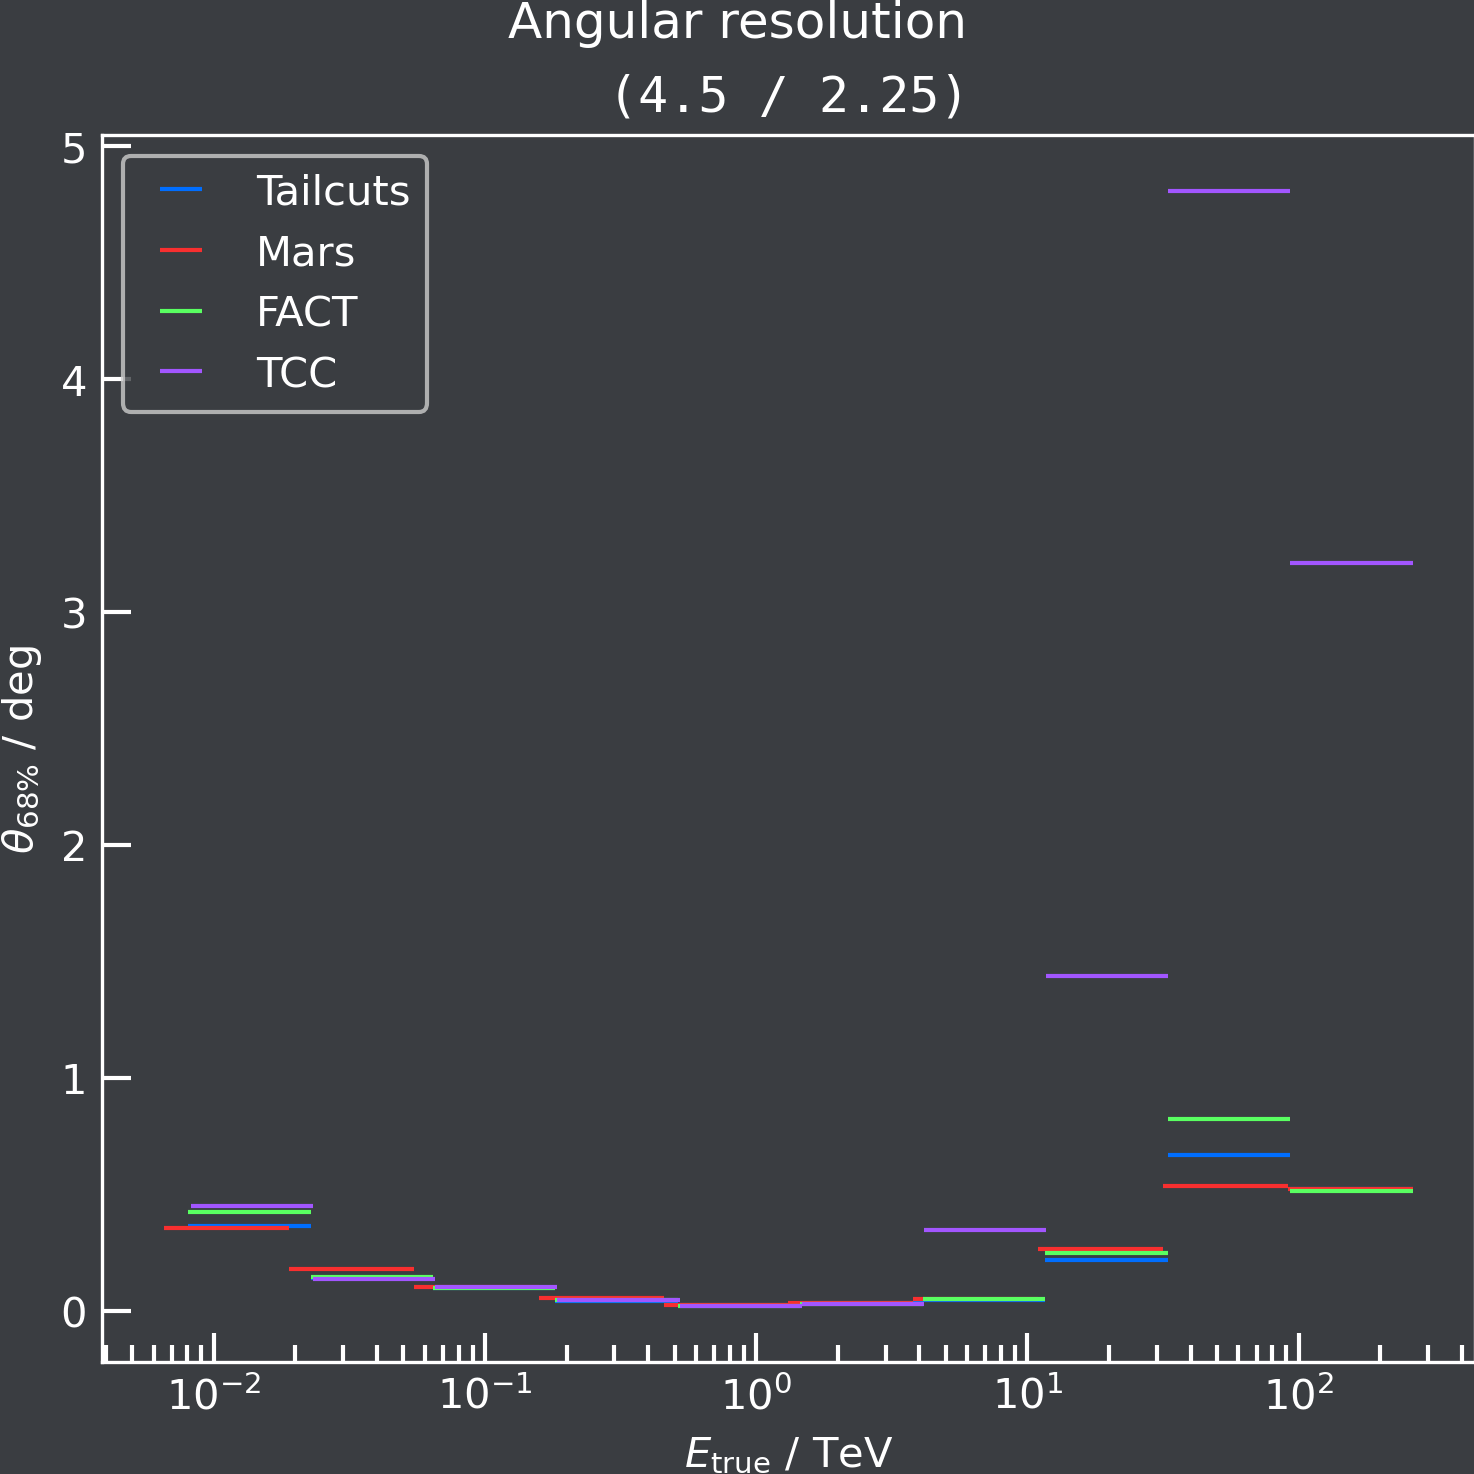 Angular resolution
(4.5 / 2.25)
5
4
3
2
1
0
θ68% / deg
Tailcuts
Mars
FACT
TCC
10−2
10−1
100
101
102
Etrue / TeV